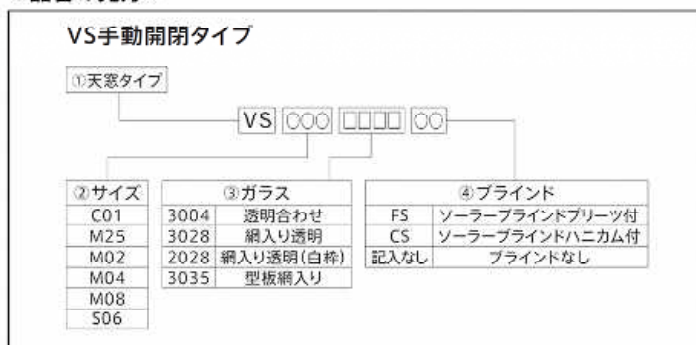 VS手動開閉タイプ
①天窓タイプ
VS ○○○ □□□□ ○○
②サイズ
C01
M25
M02
M04
M08
S06
③ガラス
3004 透明合わせ
3028 網入り透明
2028 網入り透明(白枠)
3035 型板網入り
④ブラインド
FS ソーラーブラインドプリーツ付
CS ソーラーブラインドハニカム付
記入なし ブラインドなし